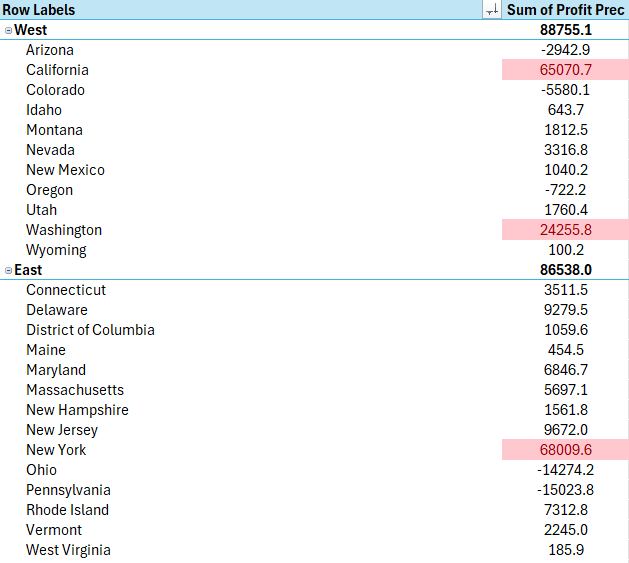 Row Labels Sum of Profit Prec
West 88755.1
Arizona -2942.9
California 65070.7
Colorado -5580.1
Idaho 643.7
Montana 1812.5
Nevada 3316.8
New Mexico 1040.2
Oregon -722.2
Utah 1760.4
Washington 24255.8
Wyoming 100.2
East 86538.0
Connecticut 3511.5
Delaware 9279.5
District of Columbia 1059.6
Maine 454.5
Maryland 6846.7
Massachusetts 5697.1
New Hampshire 1561.8
New Jersey 9672.0
New York 68009.6
Ohio -14274.2
Pennsylvania -15023.8
Rhode Island 7312.8
Vermont 2245.0
West Virginia 185.9